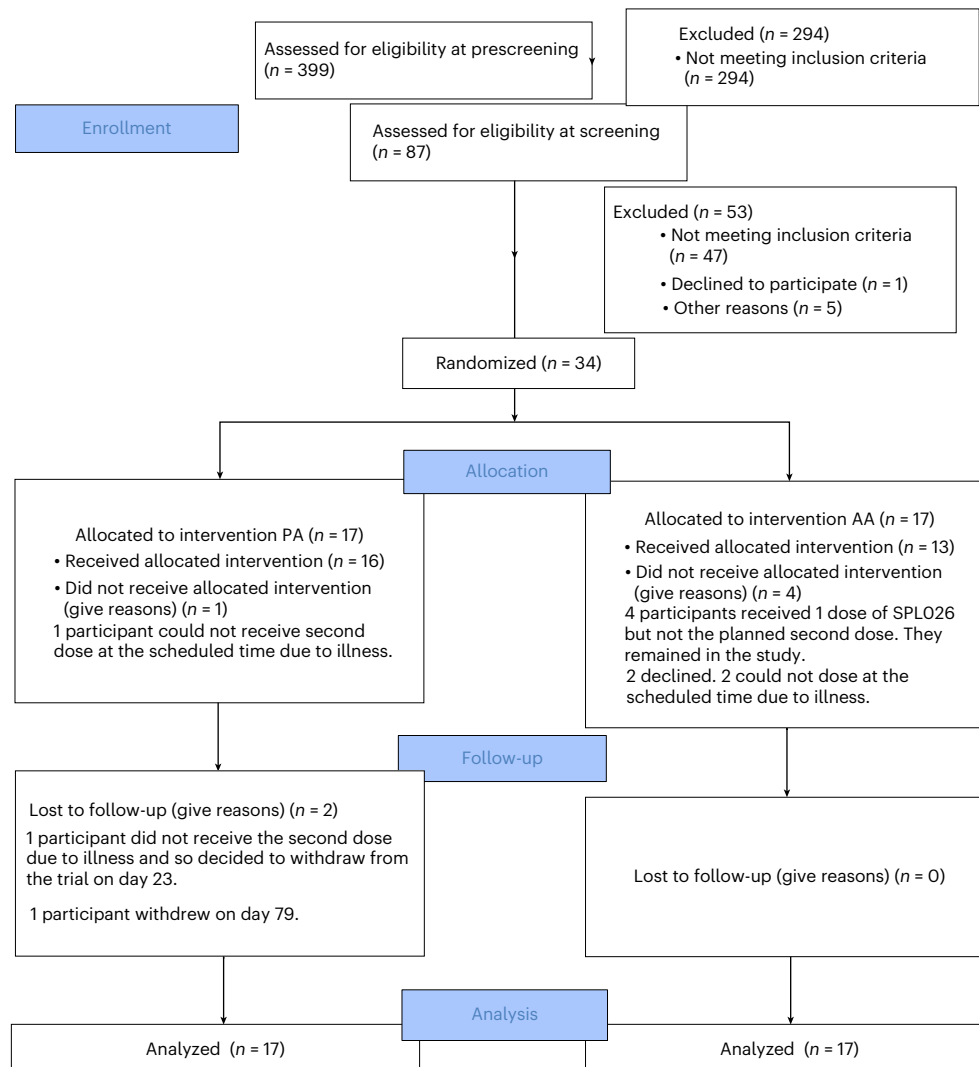 Assessed for eligibility at prescreening
(n = 399)
Excluded (n = 294)
• Not meeting inclusion criteria
(n = 294)
Enrollment
Assessed for eligibility at screening
(n = 87)
Excluded (n = 53)
• Not meeting inclusion criteria
(n = 47)
• Declined to participate (n = 1)
• Other reasons (n = 5)
Randomized (n = 34)
Allocation
Allocated to intervention PA (n = 17)
• Received allocated intervention (n = 16)
• Did not receive allocated intervention
(give reasons) (n = 1)
1 participant could not receive second
dose at the scheduled time due to illness.
Allocated to intervention AA (n = 17)
• Received allocated intervention (n = 13)
• Did not receive allocated intervention
(give reasons) (n = 4)
4 participants received 1 dose of SPL026
but not the planned second dose. They
remained in the study.
2 declined. 2 could not dose at the
scheduled time due to illness.
Follow-up
Lost to follow-up (give reasons) (n = 2)
1 participant did not receive the second dose
due to illness and so decided to withdraw from
the trial on day 23.
1 participant withdrew on day 79.
Lost to follow-up (give reasons) (n = 0)
Analysis
Analyzed (n = 17)
Analyzed (n = 17)